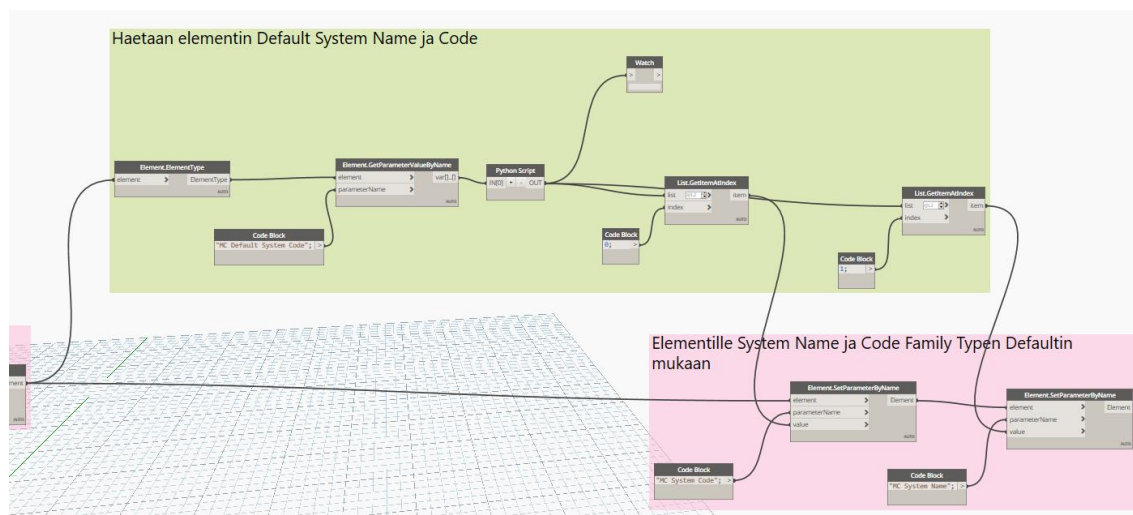 Haetaan elementin Default System Name ja Code
Watch
> >
Element.ElementType
element > ElementType
auto
Element.GetParameterValueByName
element > var[]..[]
parameterName >
auto
Python Script
IN[0] + - OUT
List.GetItemAtIndex
list > item
index >
auto
List.GetItemAtIndex
list > item
index >
auto
Code Block
"MC Default System Code"; >
Code Block
0; >
Code Block
1; >
Elementille System Name ja Code Family Typen Defaultin
mukaan
auto
Element.SetParameterByName
element > Element
parameterName >
value >
auto
Element.SetParameterByName
element > Element
parameterName >
value >
auto
Code Block
"MC System Code"; >
Code Block
"MC System Name"; >